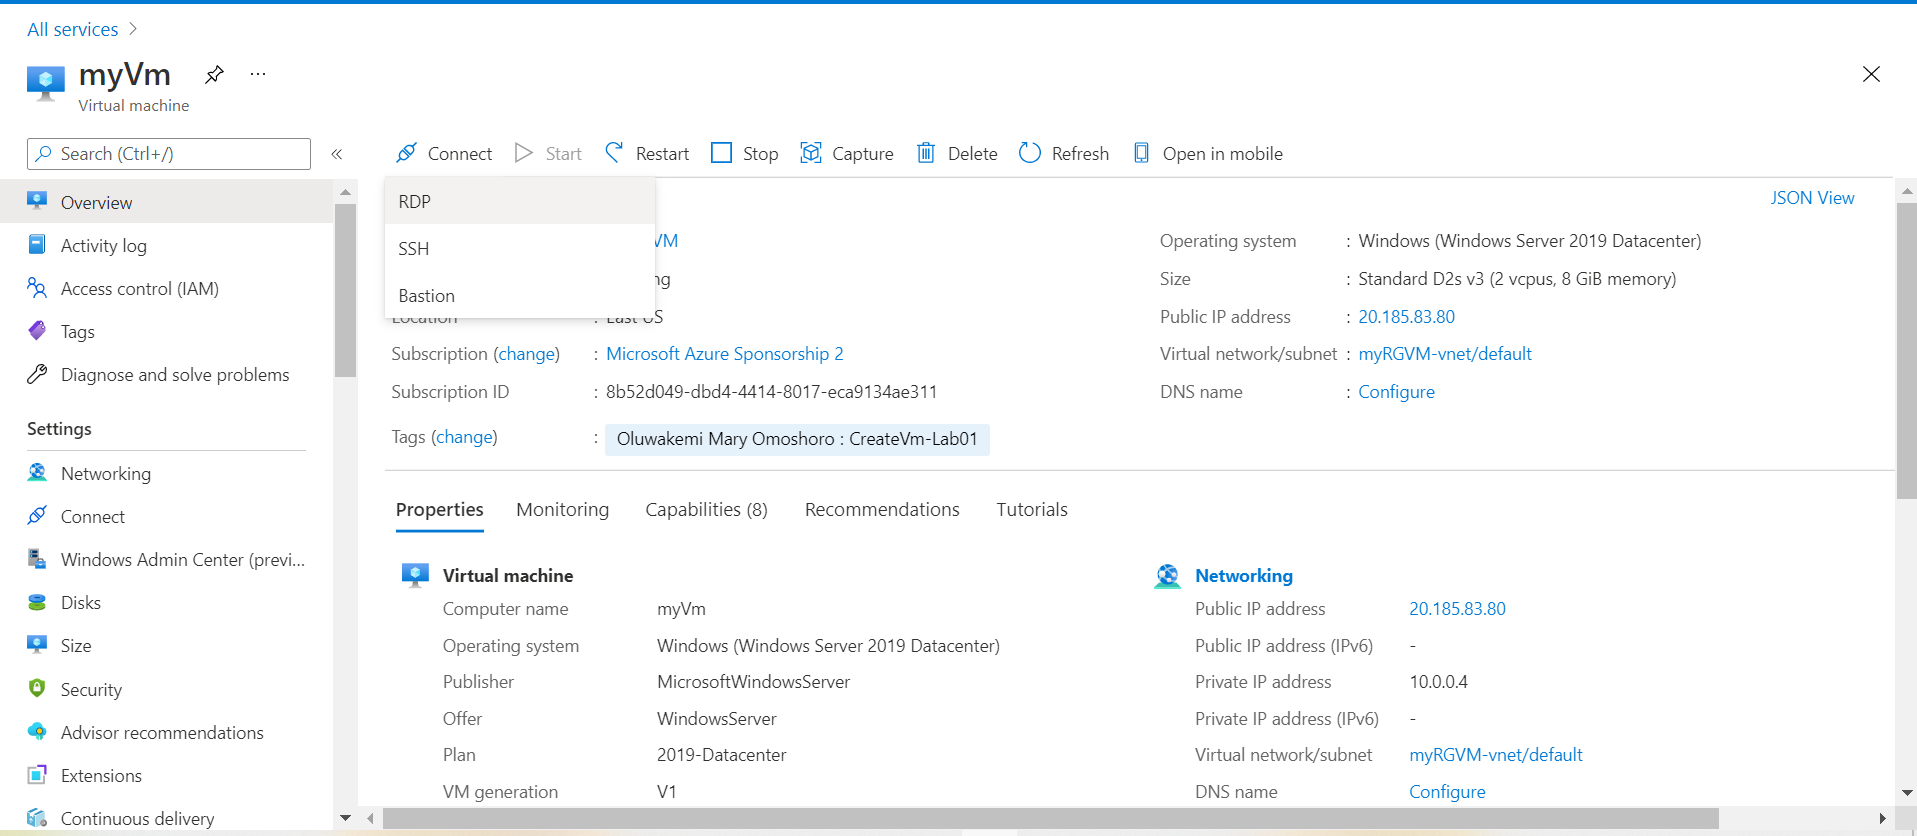 All services >
myVm
...
Virtual machine
Search (Ctrl+/)
«
Connect
Start
Restart
Stop
Capture
Delete
Refresh
Open in mobile
Overview
Activity log
Access control (IAM)
Tags
Diagnose and solve problems
Settings
Networking
Connect
Windows Admin Center (previ...
Disks
Size
Security
Advisor recommendations
Extensions
Continuous delivery
RDP
SSH
Bastion
JSON View
VM
ng
Location : East US
Subscription (change) : Microsoft Azure Sponsorship 2
Subscription ID : 8b52d049-dbd4-4414-8017-eca9134ae311
Tags (change) : Oluwakemi Mary Omoshoro : CreateVm-Lab01
Operating system : Windows (Windows Server 2019 Datacenter)
Size : Standard D2s v3 (2 vcpus, 8 GiB memory)
Public IP address : 20.185.83.80
Virtual network/subnet : myRGVM-vnet/default
DNS name : Configure
Properties
Monitoring
Capabilities (8)
Recommendations
Tutorials
Virtual machine
Computer name myVm
Operating system Windows (Windows Server 2019 Datacenter)
Publisher MicrosoftWindowsServer
Offer WindowsServer
Plan 2019-Datacenter
VM generation V1
Networking
Public IP address 20.185.83.80
Public IP address (IPv6) -
Private IP address 10.0.0.4
Private IP address (IPv6) -
Virtual network/subnet myRGVM-vnet/default
DNS name Configure